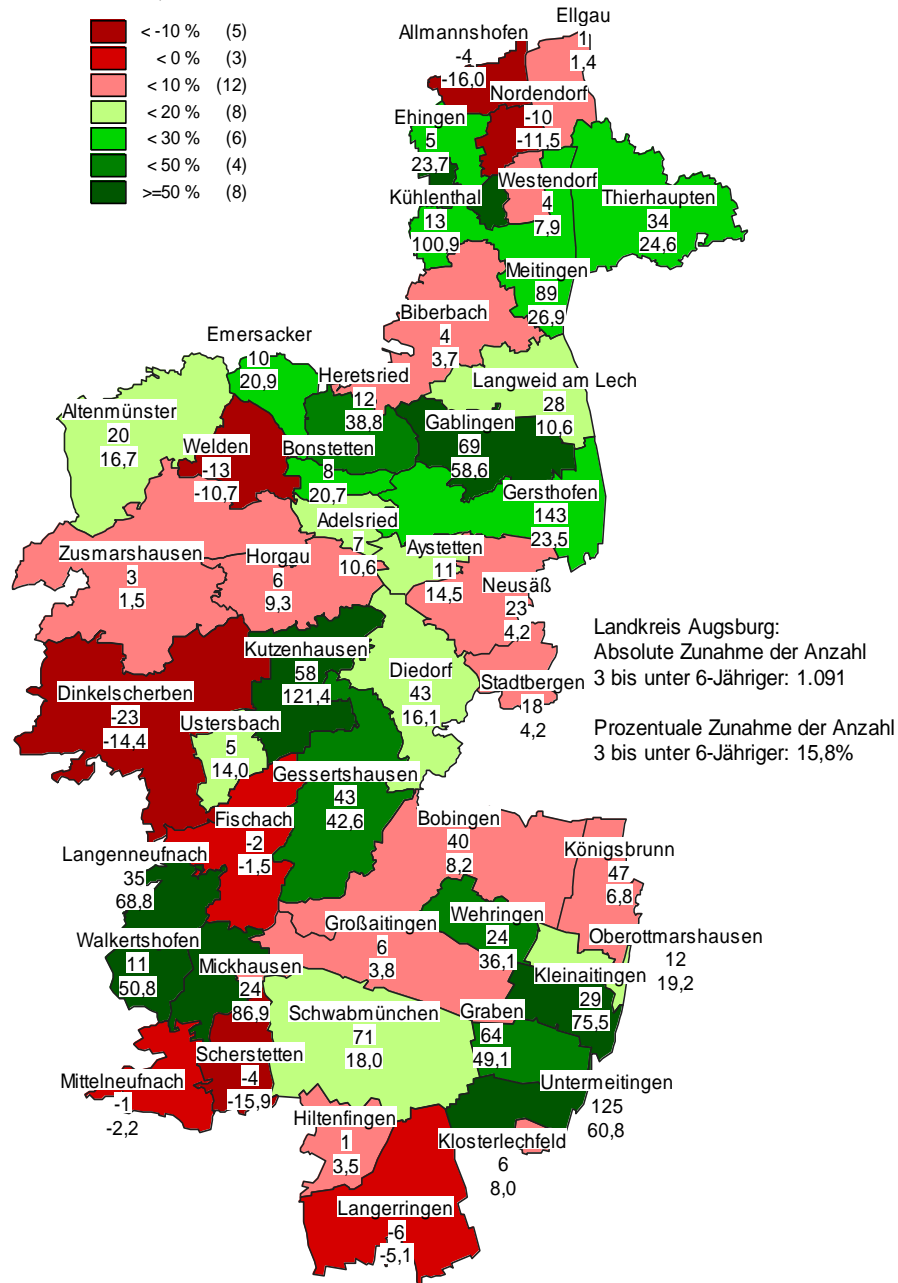 < -10 % (5)
< 0 % (3)
< 10 % (12)
< 20 % (8)
< 30 % (6)
< 50 % (4)
>=50 % (8)
Ellgau
1
1,4
Allmannshofen
-4
-16,0
Nordendorf
-10
-11,5
Ehingen
5
23,7
Westendorf
4
7,9
Kühlenthal
13
100,9
Thierhaupten
34
24,6
Meitingen
89
26,9
Biberbach
4
3,7
Emersacker
10
20,9
Heretsried
12
38,8
Langweid am Lech
28
10,6
Altenmünster
20
16,7
Gablingen
69
58,6
Welden
-13
-10,7
Bonstetten
8
20,7
Gersthofen
143
23,5
Adelsried
7
10,6
Aystetten
11
14,5
Zusmarshausen
3
1,5
Horgau
6
9,3
Neusäß
23
4,2
Landkreis Augsburg:
Absolute Zunahme der Anzahl
3 bis unter 6-Jähriger: 1.091
Prozentuale Zunahme der Anzahl
3 bis unter 6-Jähriger: 15,8%
Kutzenhausen
58
121,4
Diedorf
43
16,1
Stadtbergen
18
4,2
Dinkelscherben
-23
-14,4
Ustersbach
5
14,0
Gessertshausen
43
42,6
Fischach
-2
-1,5
Bobingen
40
8,2
Königsbrunn
47
6,8
Langenneufnach
35
68,8
Wehringen
24
36,1
Großaitingen
6
3,8
Oberottmarshausen
12
19,2
Walkertshofen
11
50,8
Mickhausen
24
86,9
Kleinaitingen
29
75,5
Schwabmünchen
71
18,0
Graben
64
49,1
Scherstetten
-4
-15,9
Mittelneufnach
-1
-2,2
Untermeitingen
125
60,8
Hiltenfingen
1
3,5
Klosterlechfeld
6
8,0
Langerringen
-6
-5,1